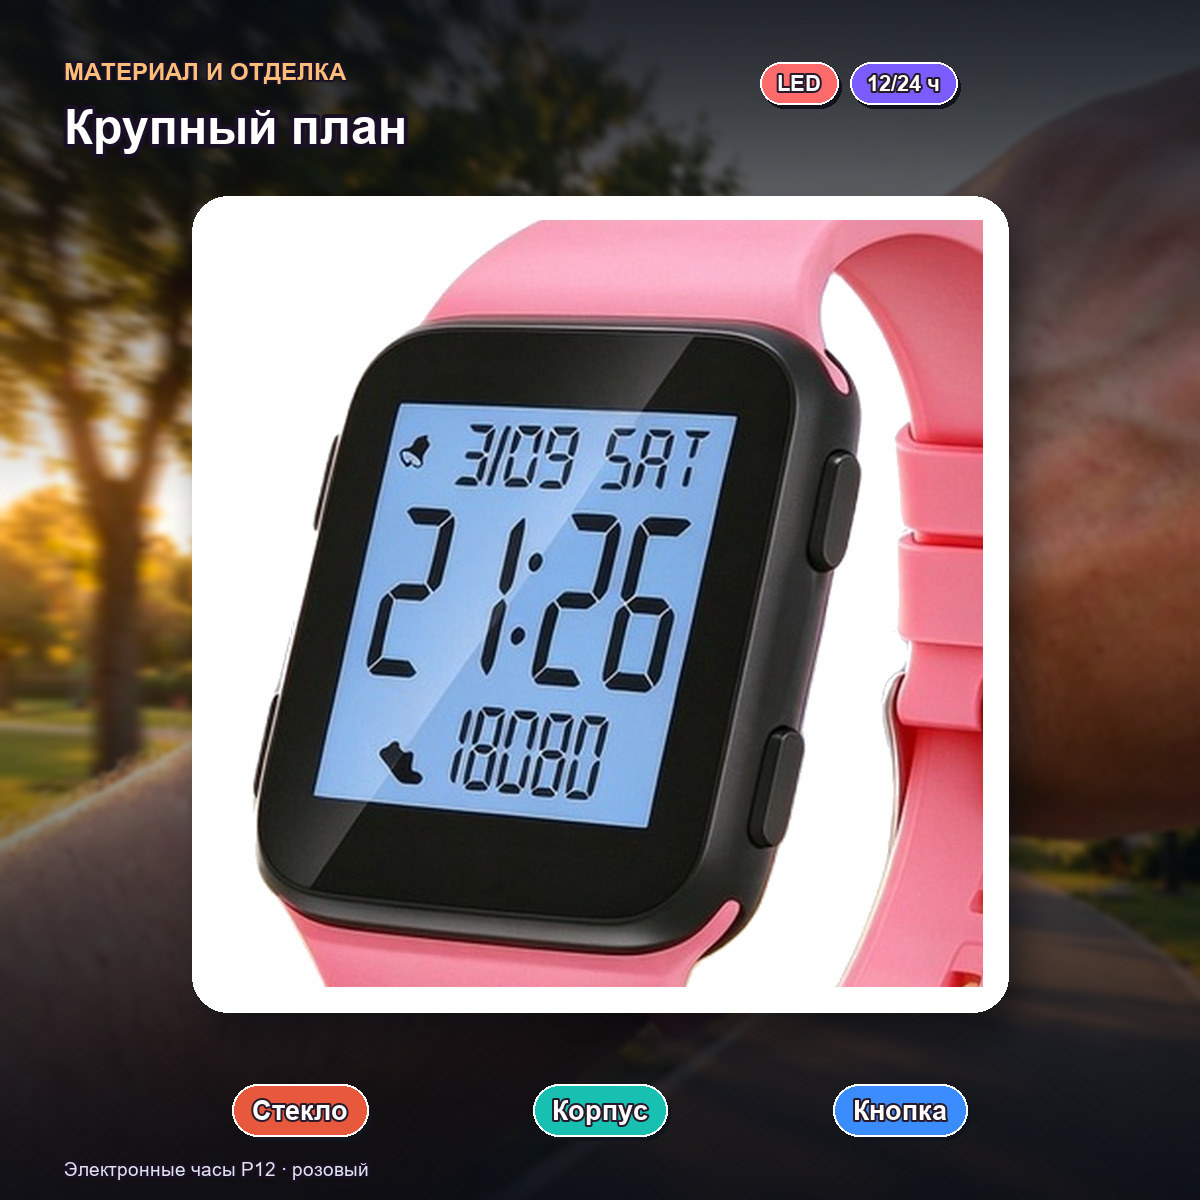 МАТЕРИАЛ И ОТДЕЛКА
Крупный план
LED
12/24 ч
3/09 SAT
21:26
18080
Стекло
Корпус
Кнопка
Электронные часы P12 · розовый